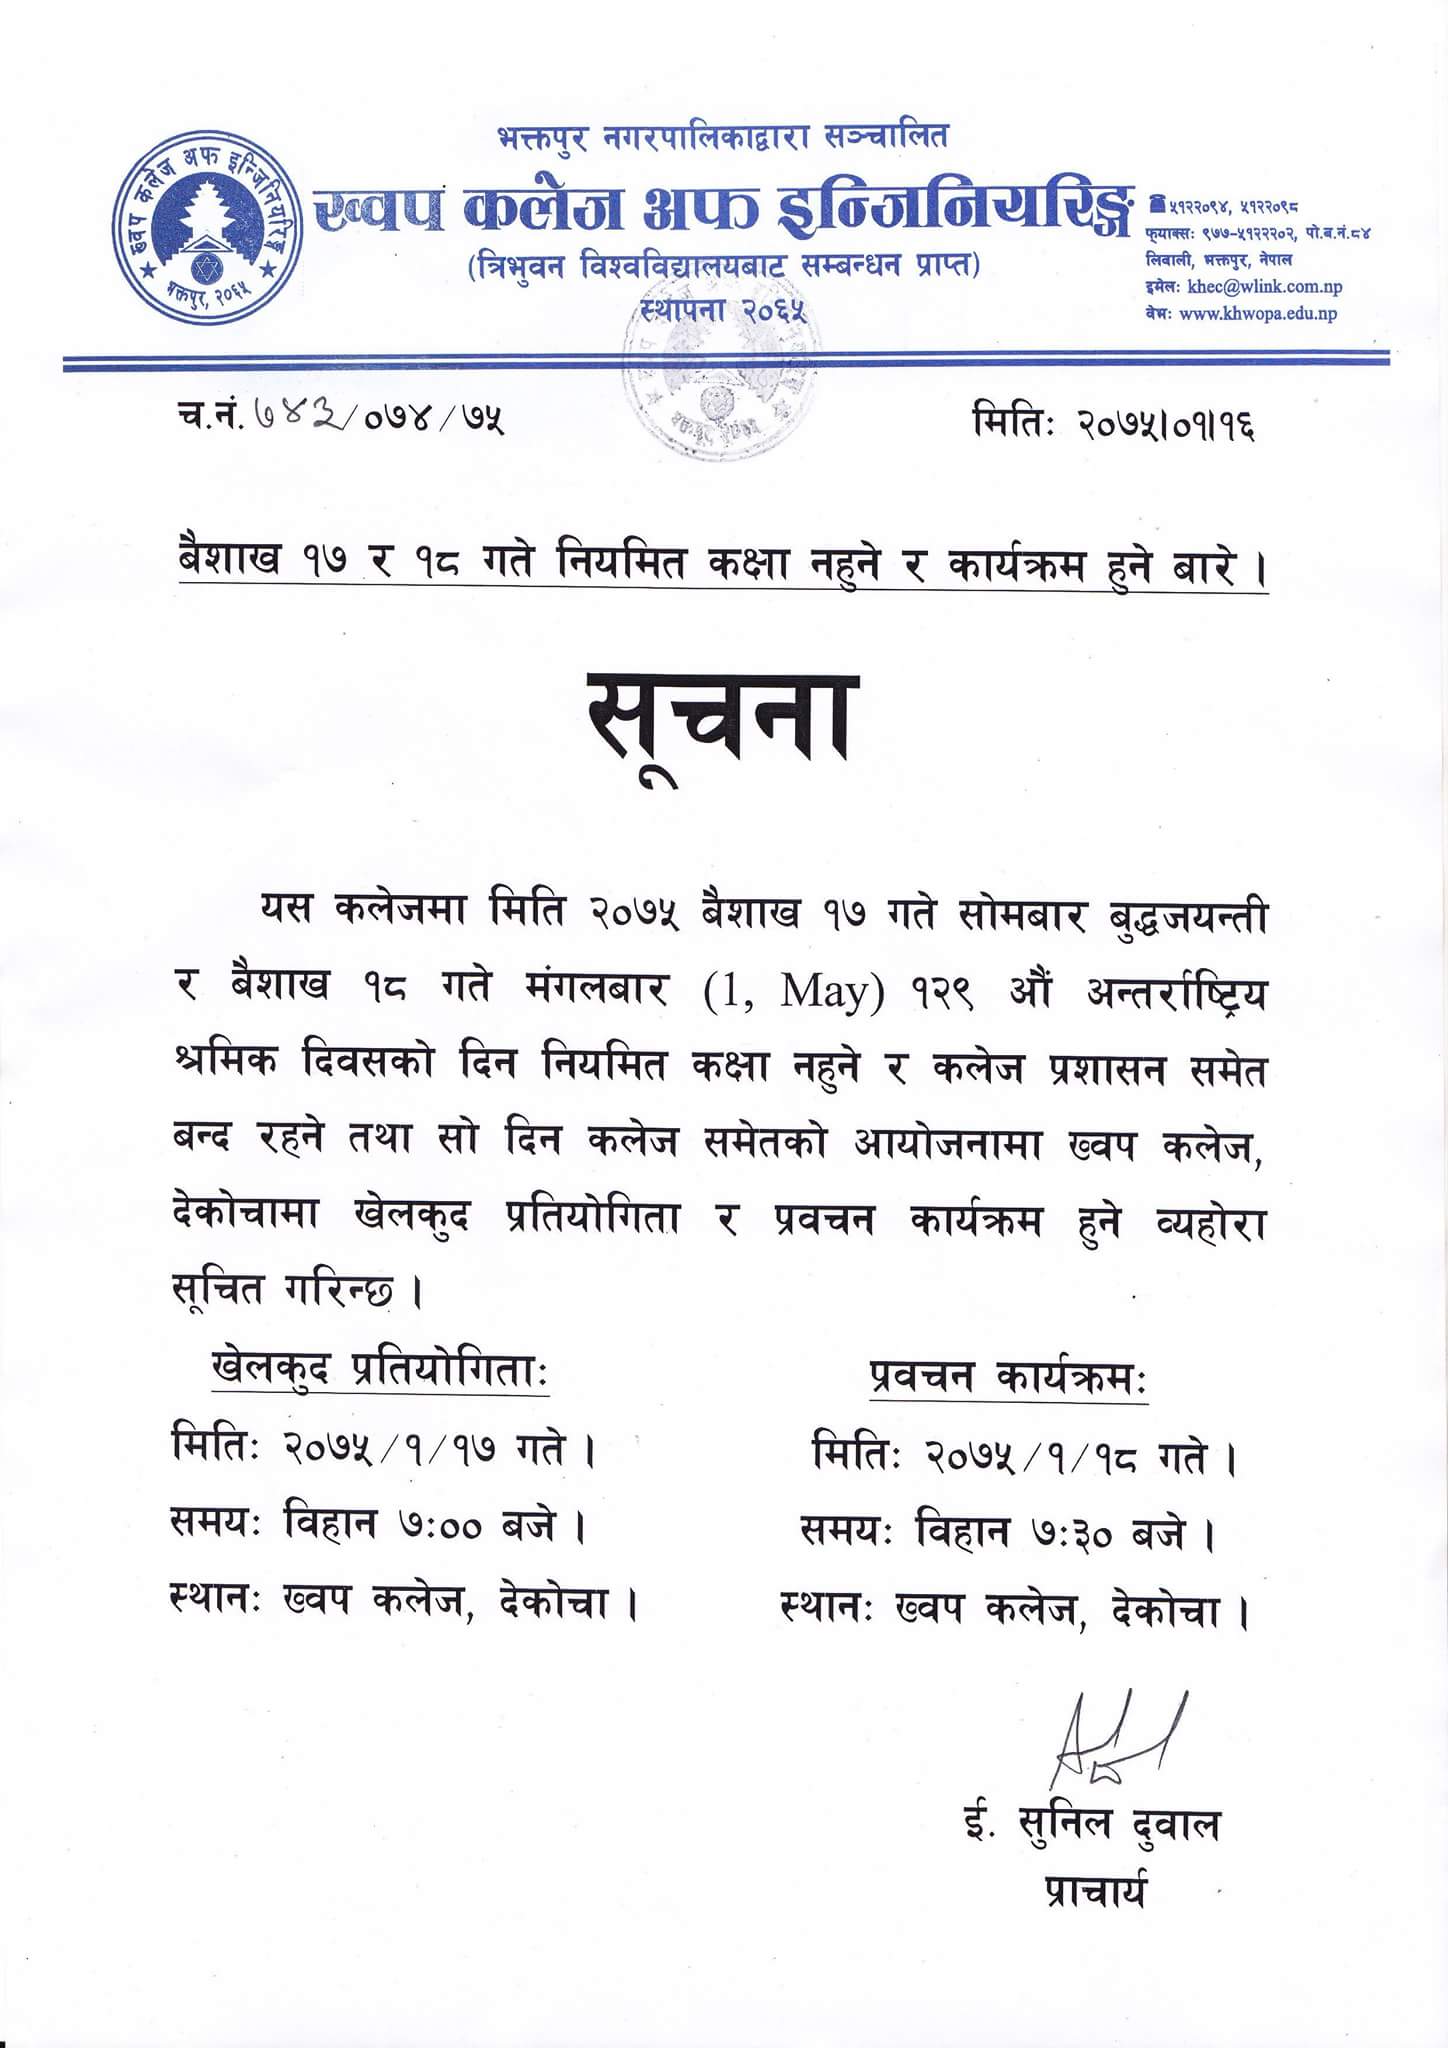 भक्तपुर नगरपालिकाद्वारा सञ्चालित
ख्वप कलेज अफ इन्जिनियरिङ्ग
(त्रिभुवन विश्वविद्यालयबाट सम्बन्धन प्राप्त)
स्थापना २०६५
ख्वप कलेज अफ इन्जिनियरिङ्ग
भक्तपुर, २०६५
☎ ५१२२०९४, ५१२२०९८
फ्याक्सः ९७७-५१२२२०२, पो.ब.नं.८४
लिवाली, भक्तपुर, नेपाल
इमेलः khec@wlink.com.np
वेभः www.khwopa.edu.np
च.नं. ७४३/०७४/७५
मितिः २०७५।०१।१६
बैशाख १७ र १८ गते नियमित कक्षा नहुने र कार्यक्रम हुने बारे ।
सूचना
यस कलेजमा मिति २०७५ बैशाख १७ गते सोमबार बुद्धजयन्ती
र बैशाख १८ गते मंगलबार (1, May) १२९ औं अन्तर्राष्ट्रिय
श्रमिक दिवसको दिन नियमित कक्षा नहुने र कलेज प्रशासन समेत
बन्द रहने तथा सो दिन कलेज समेतको आयोजनामा ख्वप कलेज,
देकोचामा खेलकुद प्रतियोगिता र प्रवचन कार्यक्रम हुने व्यहोरा
सूचित गरिन्छ ।
खेलकुद प्रतियोगिताः
मितिः २०७५/१/१७ गते ।
समयः विहान ७:०० बजे ।
स्थानः ख्वप कलेज, देकोचा ।
प्रवचन कार्यक्रमः
मितिः २०७५/१/१८ गते ।
समयः विहान ७:३० बजे ।
स्थानः ख्वप कलेज, देकोचा ।
ई. सुनिल दुवाल
प्राचार्य